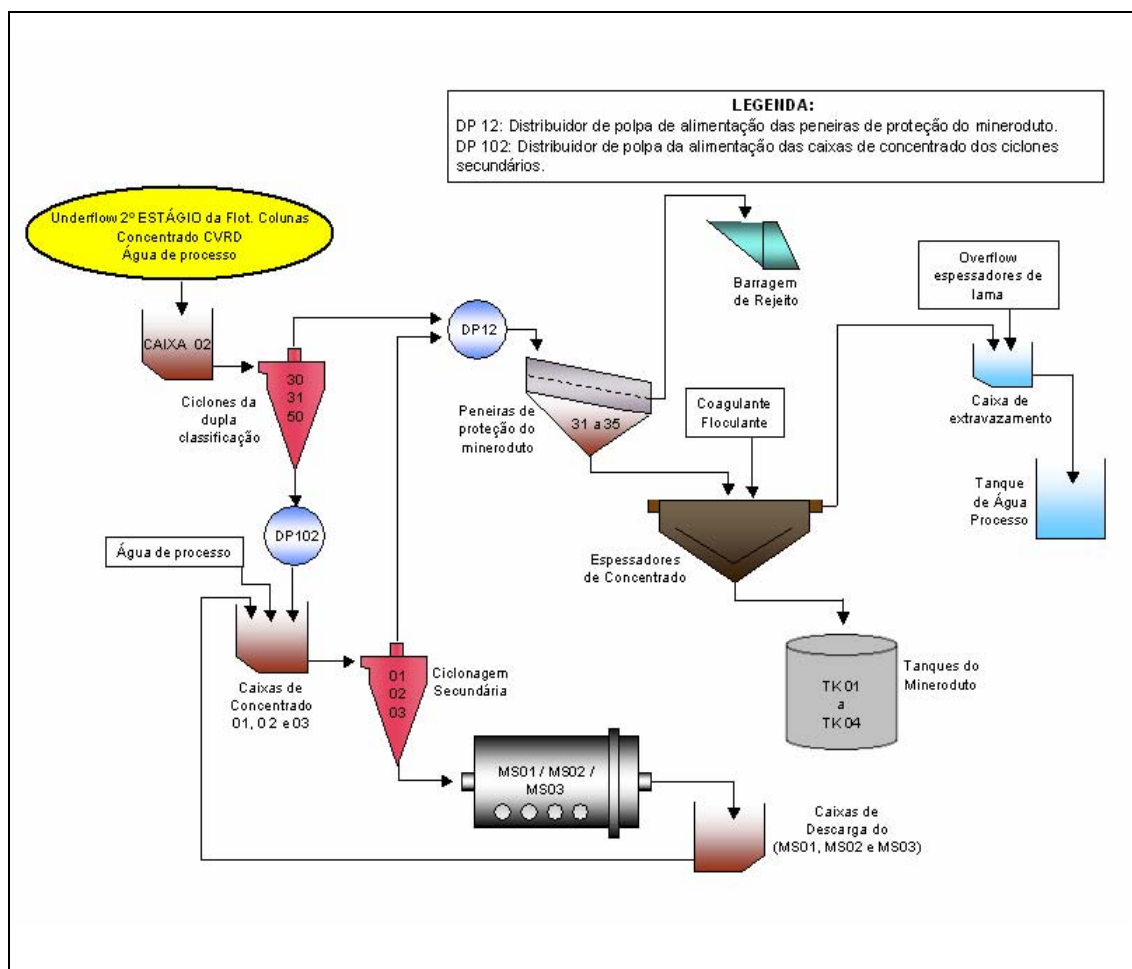 LEGENDA:
DP 12: Distribuidor de polpa de alimentação das peneiras de proteção do mineroduto.
DP 102: Distribuidor de polpa da alimentação das caixas de concentrado dos ciclones
secundários.
Underflow 2º ESTÁGIO da Flot. Colunas
Concentrado CVRD
Água de processo
CAIXA 02
30
31
50
Ciclones da
dupla
classificação
DP12
Barragem
de Rejeito
Peneiras de
proteção do
mineroduto
31 a 35
Coagulante
Floculante
Overflow
espessadores de
lama
Caixa de
extravazamento
Tanque
de Água
Processo
DP102
Água de processo
Espessadores
de Concentrado
Caixas de
Concentrado
01, 02 e 03
01
02
03
Ciclonagem
Secundária
TK 01
a
TK 04
Tanques do
Mineroduto
MS01 / MS02 /
MS03
Caixas de
Descarga do
(MS01, MS02 e MS03)